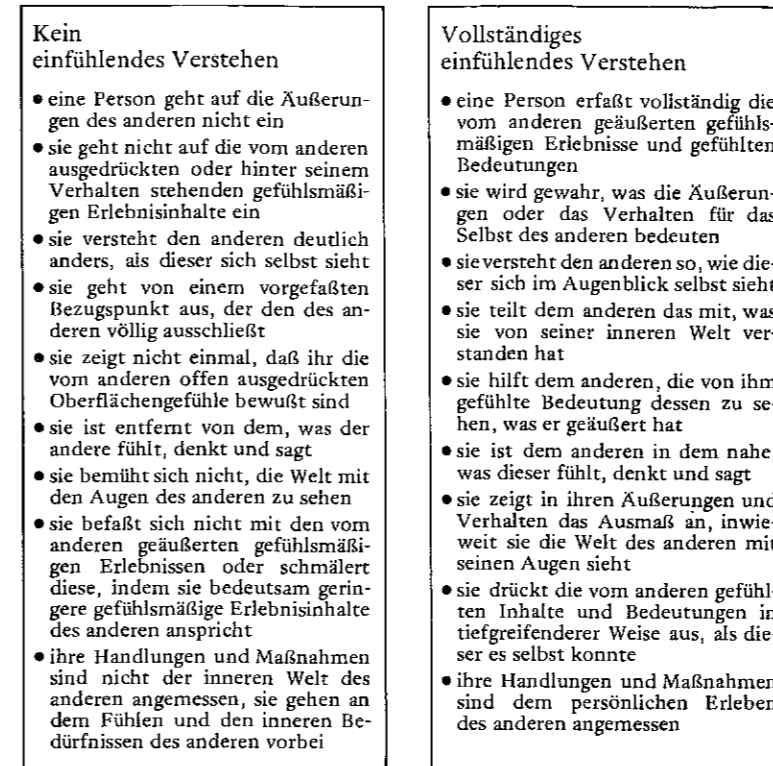 Kein
einfühlendes Verstehen
• eine Person geht auf die Äußerun-
gen des anderen nicht ein
• sie geht nicht auf die vom anderen
ausgedrückten oder hinter seinem
Verhalten stehenden gefühlsmäßi-
gen Erlebnisinhalte ein
• sie versteht den anderen deutlich
anders, als dieser sich selbst sieht
• sie geht von einem vorgefaßten
Bezugspunkt aus, der den des an-
deren völlig ausschließt
• sie zeigt nicht einmal, daß ihr die
vom anderen offen ausgedrückten
Oberflächengefühle bewußt sind
• sie ist entfernt von dem, was der
andere fühlt, denkt und sagt
• sie bemüht sich nicht, die Welt mit
den Augen des anderen zu sehen
• sie befaßt sich nicht mit den vom
anderen geäußerten gefühlsmäßi-
gen Erlebnissen oder schmälert
diese, indem sie bedeutsam gerin-
gere gefühlsmäßige Erlebnisinhalte
des anderen anspricht
• ihre Handlungen und Maßnahmen
sind nicht der inneren Welt des
anderen angemessen, sie gehen an
dem Fühlen und den inneren Be-
dürfnissen des anderen vorbei
Vollständiges
einfühlendes Verstehen
• eine Person erfaßt vollständig die
vom anderen geäußerten gefühls-
mäßigen Erlebnisse und gefühlten
Bedeutungen
• sie wird gewahr, was die Äußerun-
gen oder das Verhalten für das
Selbst des anderen bedeuten
• sie versteht den anderen so, wie die-
ser sich im Augenblick selbst sieht
• sie teilt dem anderen das mit, was
sie von seiner inneren Welt ver-
standen hat
• sie hilft dem anderen, die von ihm
gefühlte Bedeutung dessen zu se-
hen, was er geäußert hat
• sie ist dem anderen in dem nahe,
was dieser fühlt, denkt und sagt
• sie zeigt in ihren Äußerungen und
Verhalten das Ausmaß an, inwie-
weit sie die Welt des anderen mit
seinen Augen sieht
• sie drückt die vom anderen gefühl-
ten Inhalte und Bedeutungen in
tiefgreifenderer Weise aus, als die-
ser es selbst konnte
• ihre Handlungen und Maßnahmen
sind dem persönlichen Erleben
des anderen angemessen